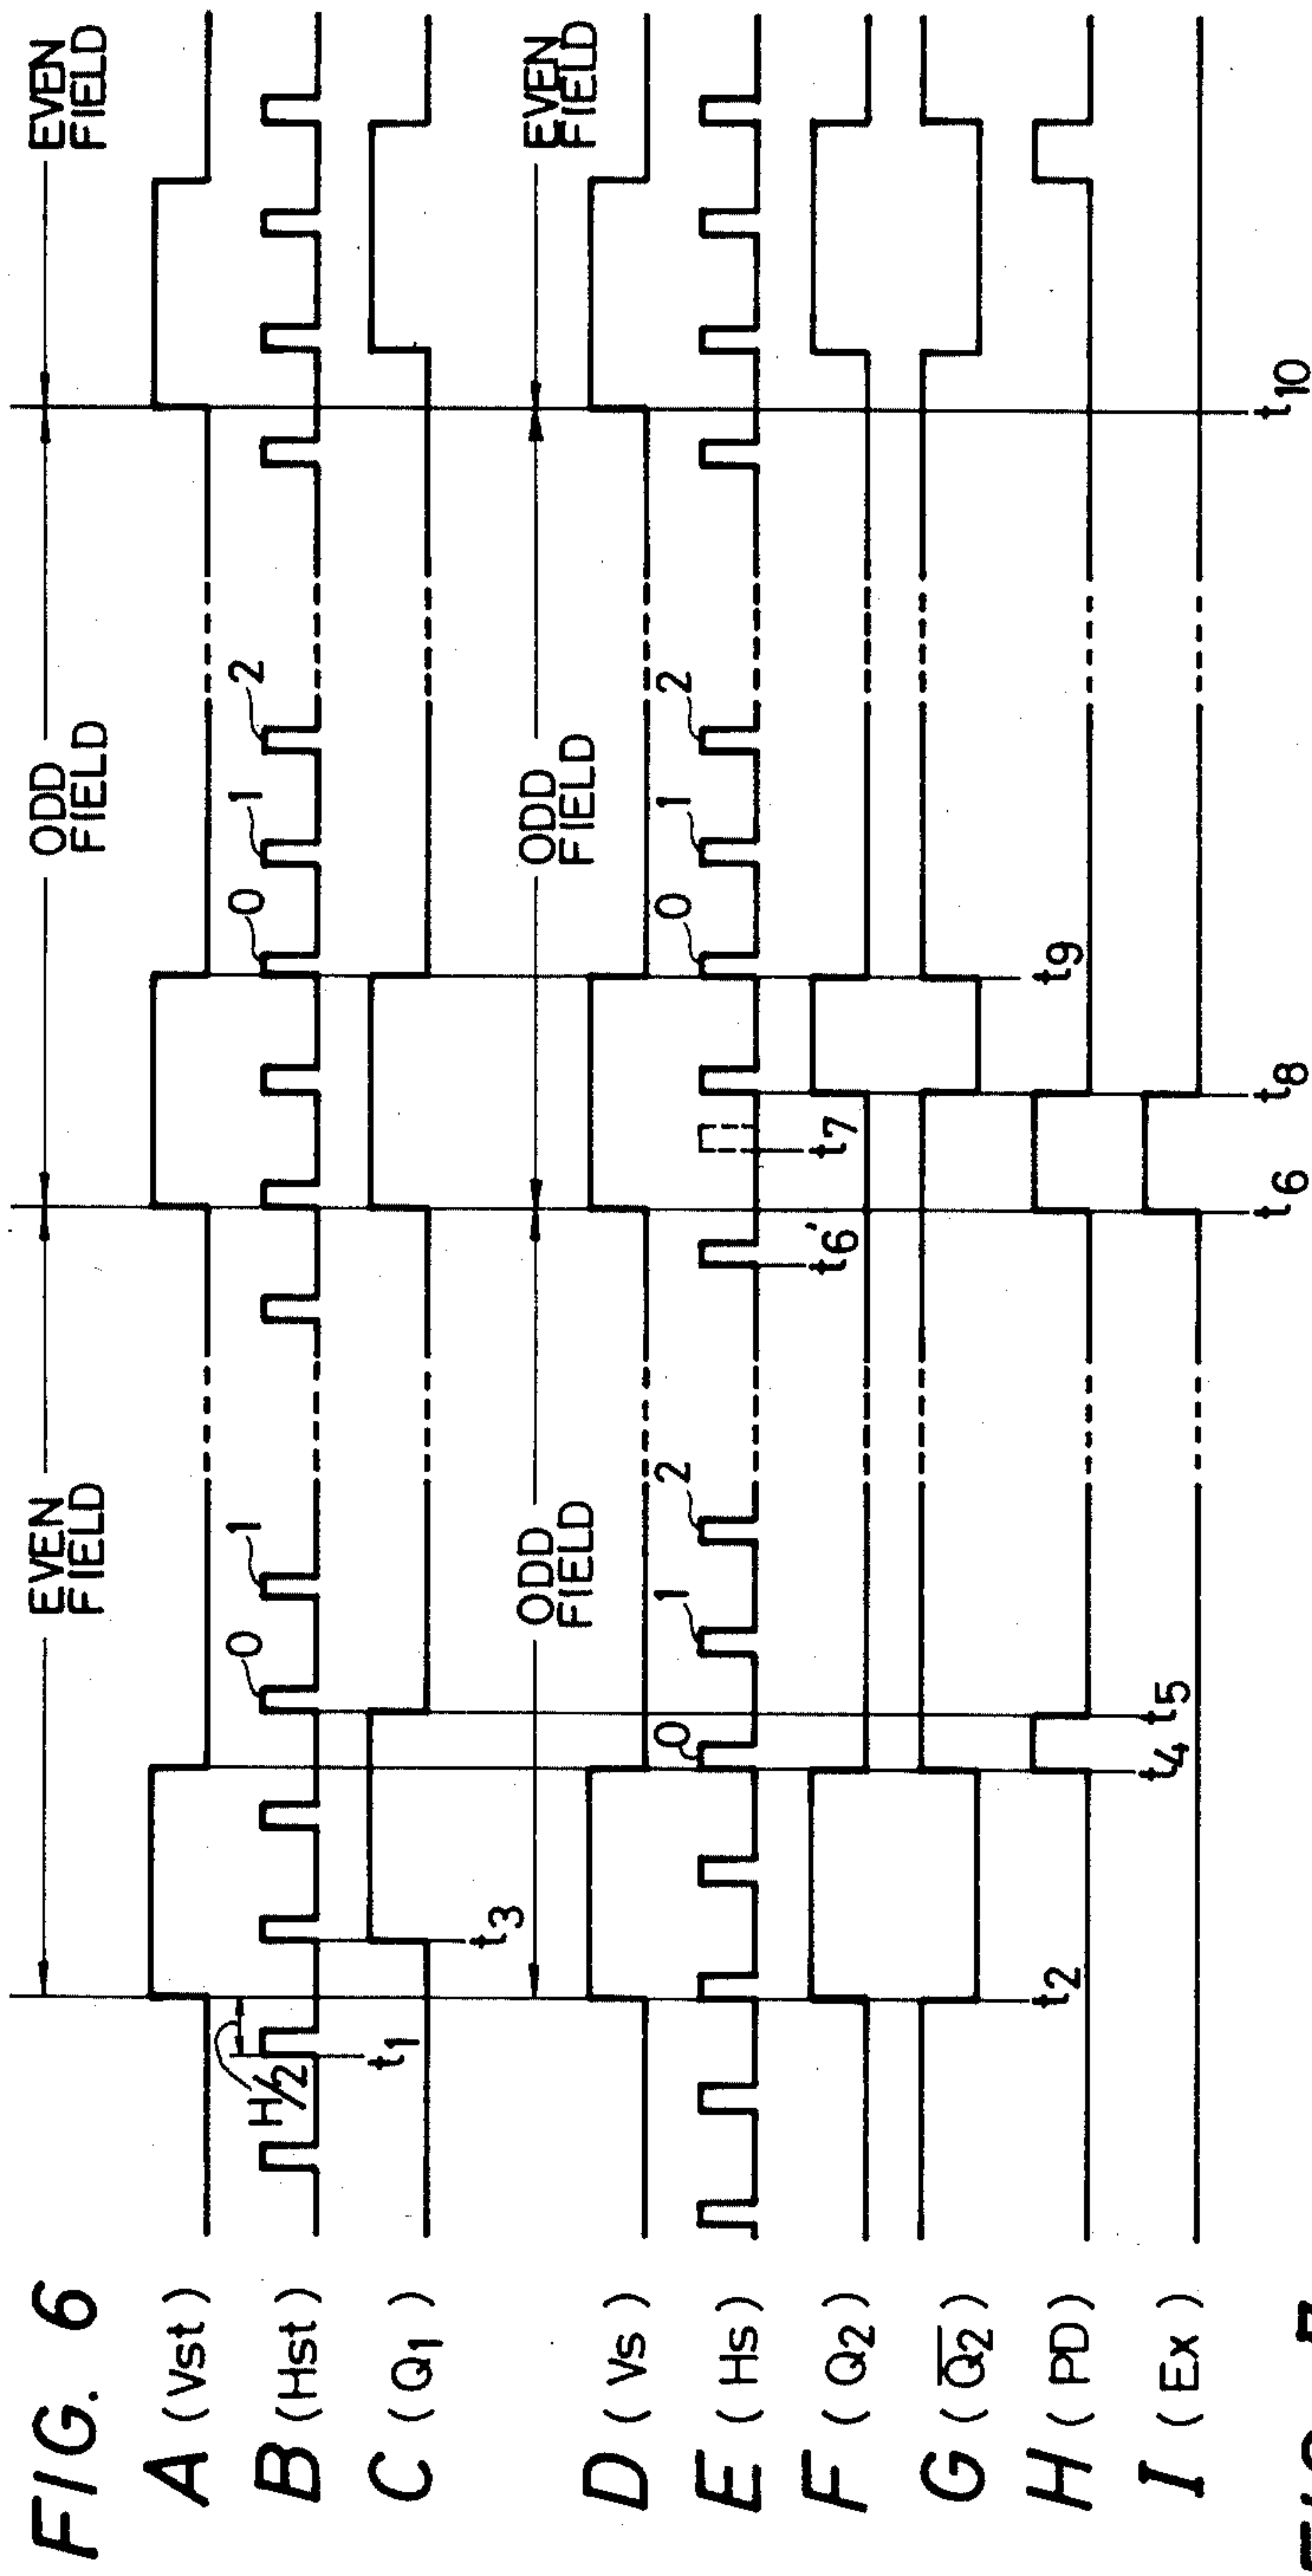 FIG. 6
EVEN FIELD
ODD FIELD
EVEN FIELD
A (Vst)
B (Hst)
H/2
t1
0
1
0
1
2
C (Q1)
t3
ODD FIELD
ODD FIELD
EVEN FIELD
D (Vs)
E (Hs)
0
1
2
0
1
2
t6'
t7
F (Q2)
G (Q2)
t2
t9
H (PD)
t4
t5
I (Ex)
t6
t8
t10